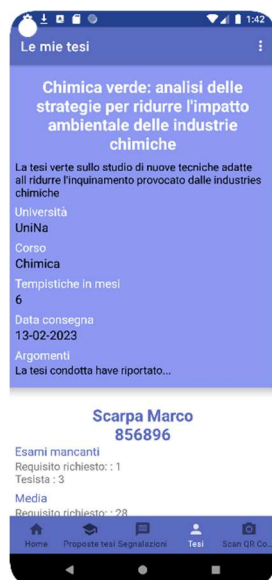 1:42
Le mie tesi
Chimica verde: analisi delle
strategie per ridurre l'impatto
ambientale delle industrie
chimiche
La tesi verte sullo studio di nuove tecniche adatte
all ridurre l'inquinamento provocato dalle industries
chimiche
Università
UniNa
Corso
Chimica
Tempistiche in mesi
6
Data consegna
13-02-2023
Argomenti
La tesi condotta have riportato...
Scarpa Marco
856896
Esami mancanti
Requisito richiesto: : 1
Tesista : 3
Media
Requisito richiesto: : 28
Home Proposte tesi Segnalazioni Tesi Scan QR Co...